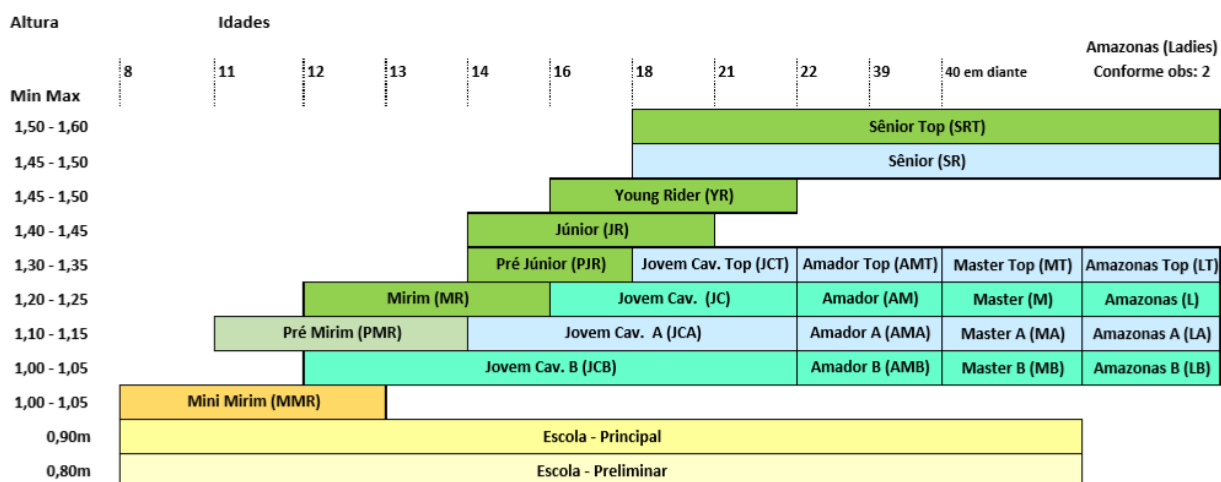 Altura Idades
Amazonas (Ladies)
8 11 12 13 14 16 18 21 22 39 40 em diante Conforme obs: 2
Min Max
1,50 - 1,60 Sênior Top (SRT)
1,45 - 1,50 Sênior (SR)
1,45 - 1,50 Young Rider (YR)
1,40 - 1,45 Júnior (JR)
1,30 - 1,35 Pré Júnior (PJR) Jovem Cav. Top (JCT) Amador Top (AMT) Master Top (MT) Amazonas Top (LT)
1,20 - 1,25 Mirim (MR) Jovem Cav. (JC) Amador (AM) Master (M) Amazonas (L)
1,10 - 1,15 Pré Mirim (PMR) Jovem Cav. A (JCA) Amador A (AMA) Master A (MA) Amazonas A (LA)
1,00 - 1,05 Jovem Cav. B (JCB) Amador B (AMB) Master B (MB) Amazonas B (LB)
1,00 - 1,05 Mini Mirim (MMR)
0,90m Escola - Principal
0,80m Escola - Preliminar